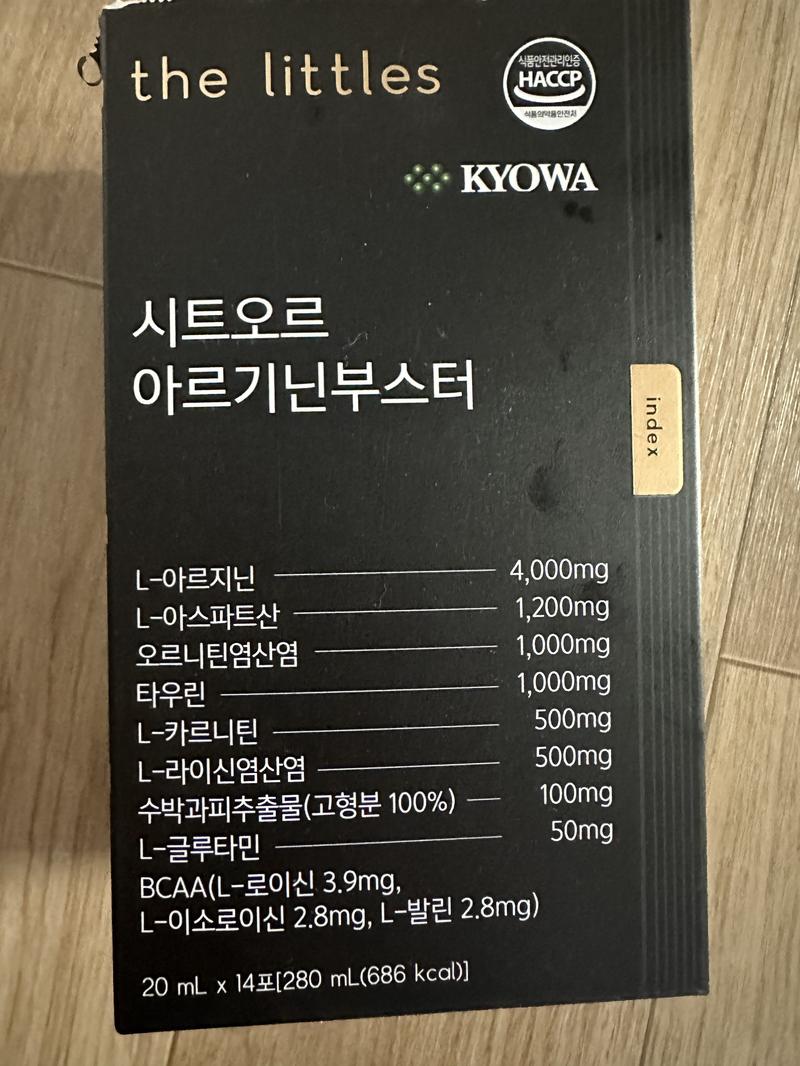 the littles
식품안전관리인증
HACCP
식품의약품안전처
KYOWA
시트오르
아르기닌부스터
index
L-아르지닌 4,000mg
L-아스파트산 1,200mg
오르니틴염산염 1,000mg
타우린 1,000mg
L-카르니틴 500mg
L-라이신염산염 500mg
수박과피추출물(고형분 100%) 100mg
L-글루타민 50mg
BCAA(L-로이신 3.9mg,
L-이소로이신 2.8mg, L-발린 2.8mg)
20 mL x 14포[280 mL(686 kcal)]